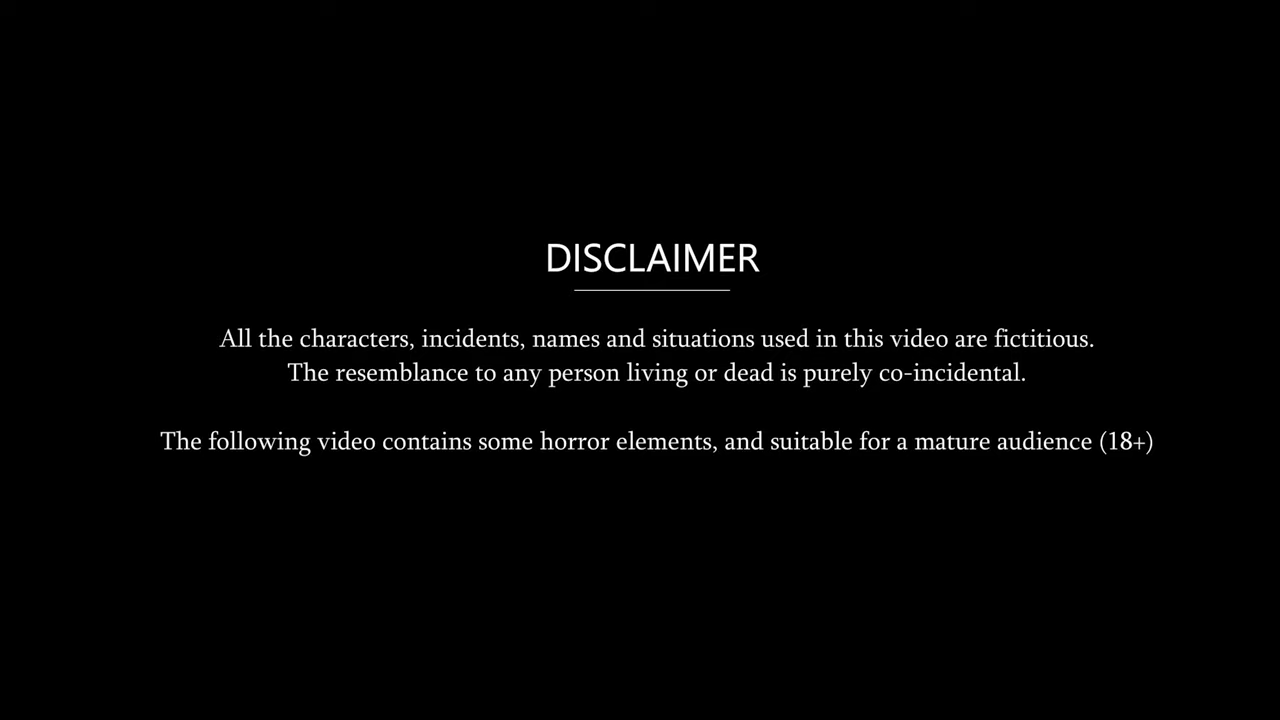 DISCLAIMER
All the characters, incidents, names and situations used in this video are fictitious.
The resemblance to any person living or dead is purely co-incidental.
The following video contains some horror elements, and suitable for a mature audience (18+)